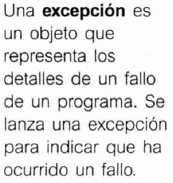 Una excepción es
un objeto que
representa los
detalles de un fallo
de un programa. Se
lanza una excepción
para indicar que ha
ocurrido un fallo.